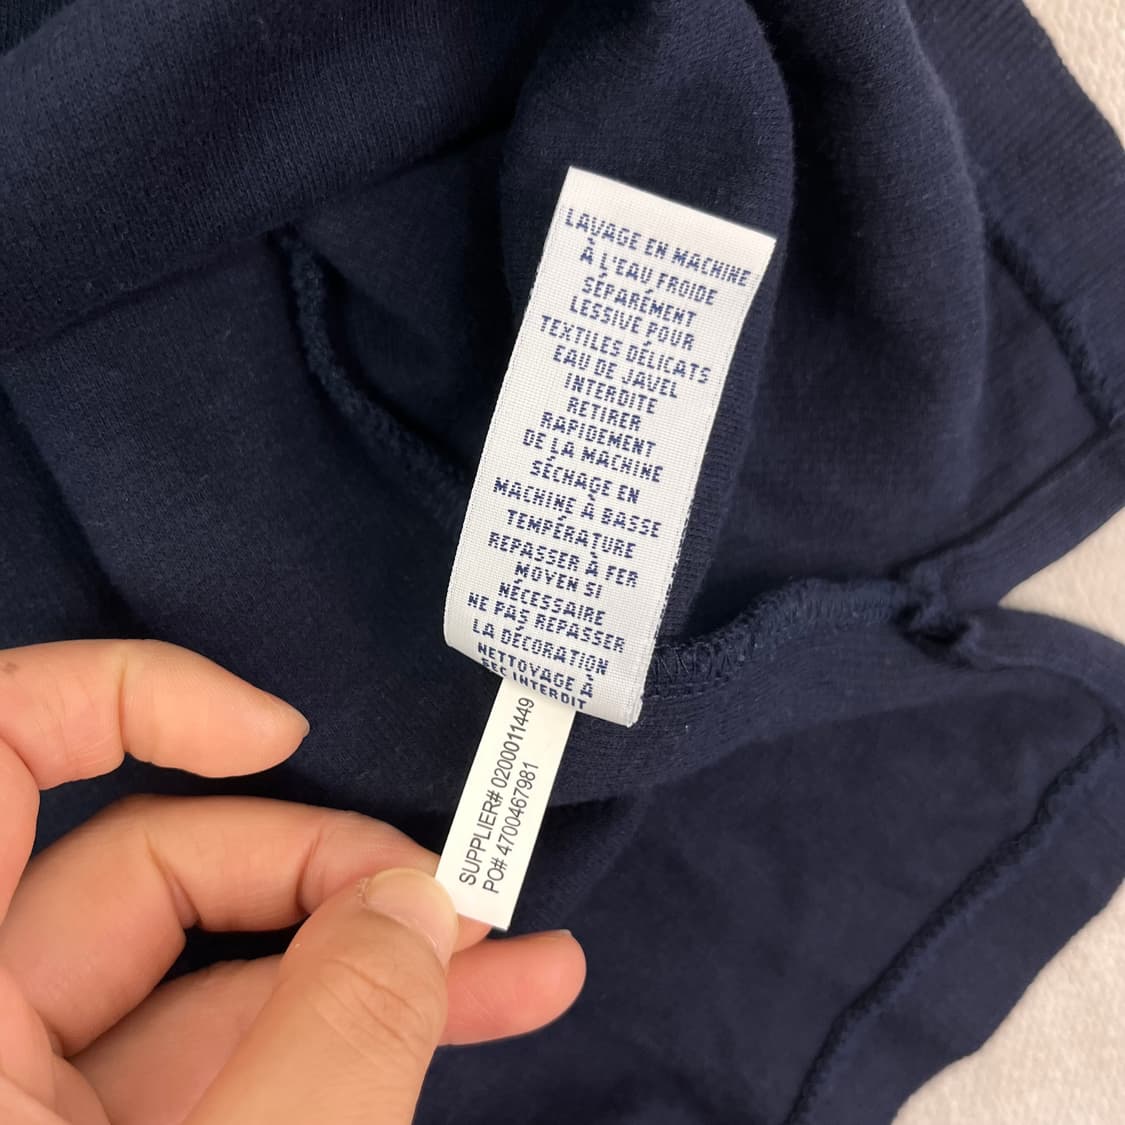 LAVAGE EN MACHINE
À L'EAU FROIDE
SÉPARÉMENT
LESSIVE POUR
TEXTILES DÉLICATS
EAU DE JAVEL
INTERDITE
RETIRER
RAPIDEMENT
DE LA MACHINE
SÉCHAGE EN
MACHINE À BASSE
TEMPÉRATURE
REPASSER À FER
MOYEN SI
NÉCESSAIRE
NE PAS REPASSER
LA DÉCORATION
NETTOYAGE À
SEC INTERDIT
SUPPLIER# 0200011449
PO# 4700467981